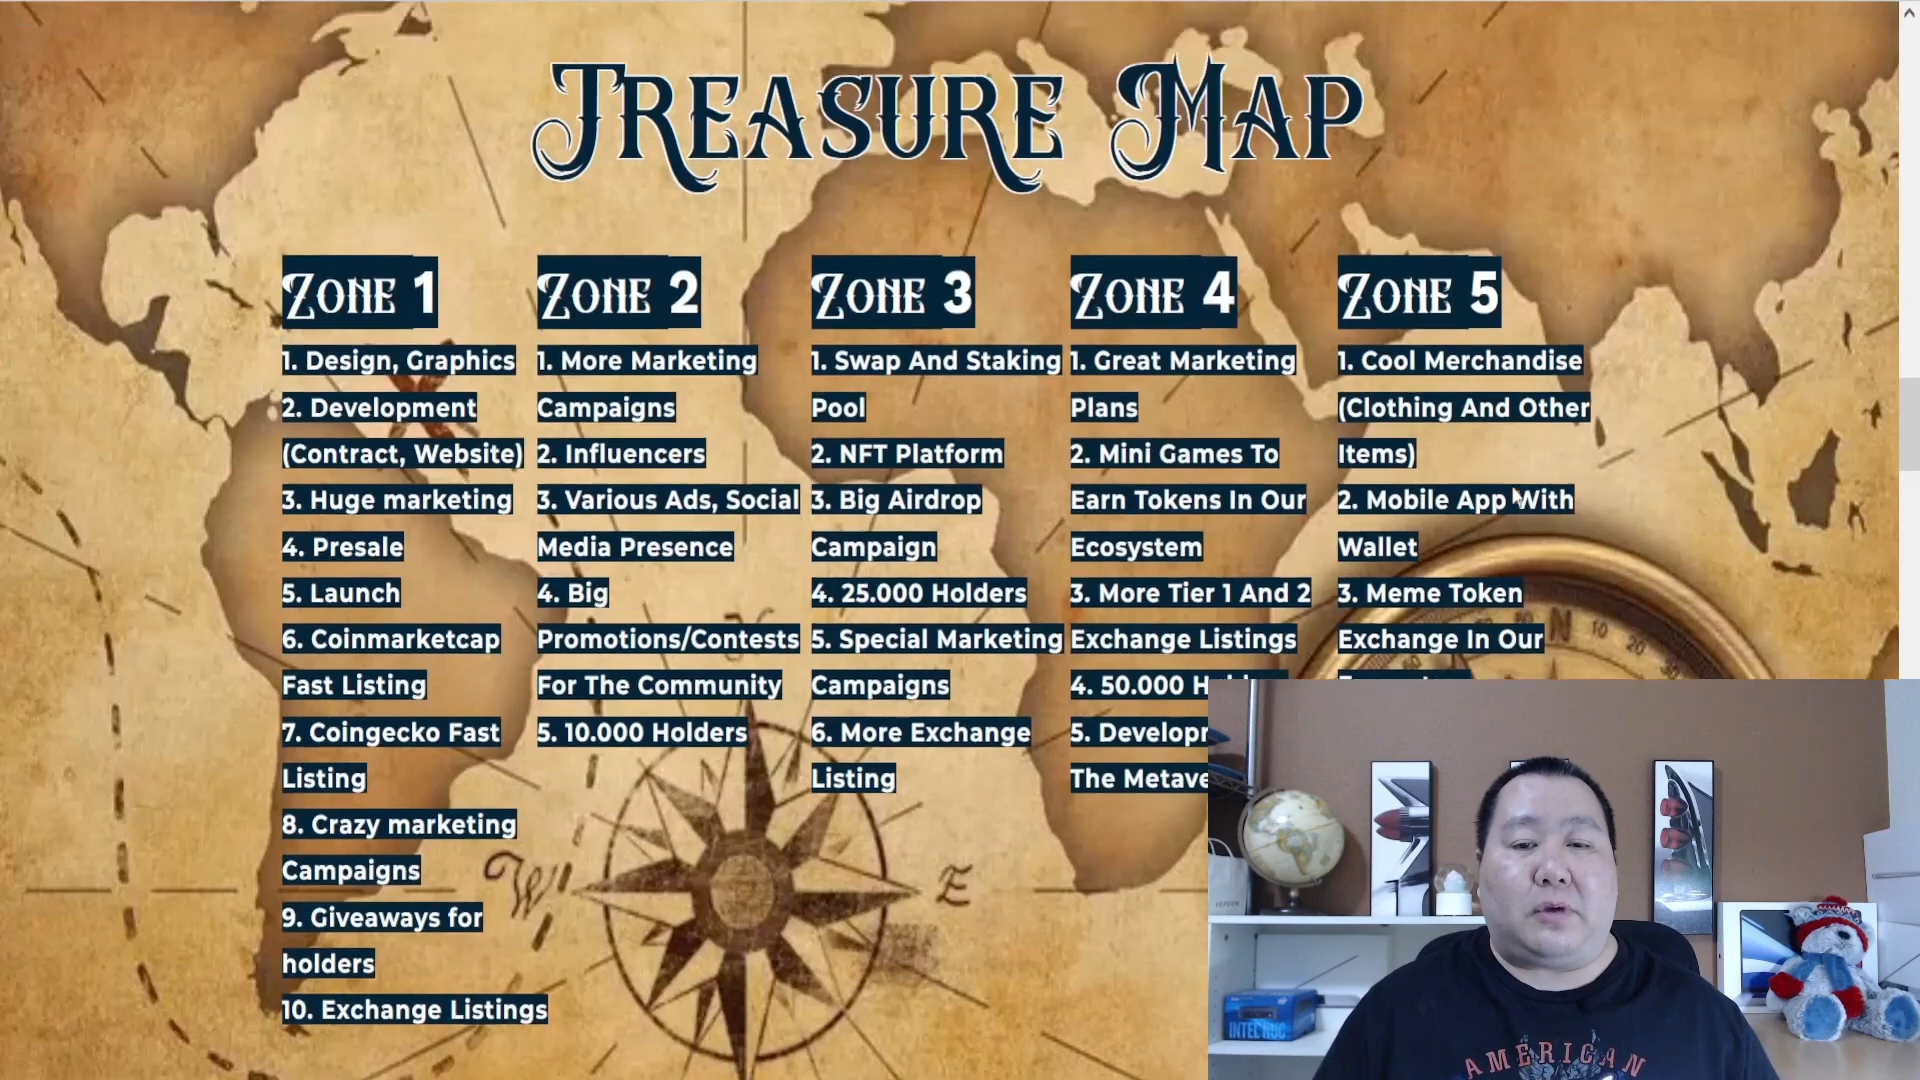 TREASURE MAP
ZONE 1
1. Design, Graphics
2. Development
(Contract, Website)
3. Huge marketing
4. Presale
5. Launch
6. Coinmarketcap
Fast Listing
7. Coingecko Fast
Listing
8. Crazy marketing
Campaigns
9. Giveaways for
holders
10. Exchange Listings
ZONE 2
1. More Marketing
Campaigns
2. Influencers
3. Various Ads, Social
Media Presence
4. Big
Promotions/Contests
For The Community
5. 10.000 Holders
ZONE 3
1. Swap And Staking
Pool
2. NFT Platform
3. Big Airdrop
Campaign
4. 25.000 Holders
5. Special Marketing
Campaigns
6. More Exchange
Listing
ZONE 4
1. Great Marketing
Plans
2. Mini Games To
Earn Tokens In Our
Ecosystem
3. More Tier 1 And 2
Exchange Listings
4. 50.000
5.
The
ZONE 5
1. Cool Merchandise
(Clothing And Other
Items)
2. Mobile App With
Wallet
3. Meme Token
Exchange In Our
W
E
N
10
20
INTEL NUC
AMERICAN